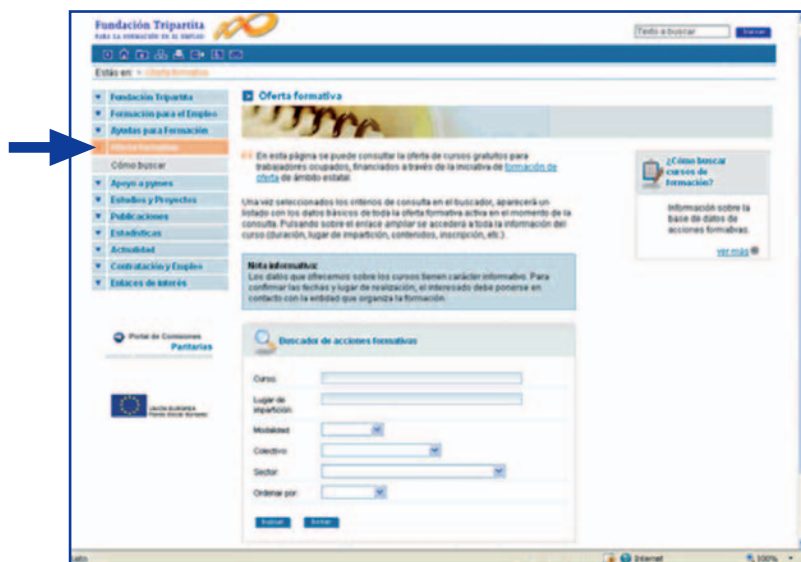 Fundación Tripartita
PARA LA FORMACIÓN EN EL EMPLEO
Texto a buscar
Estás en:
Fundación Tripartita
Formación para el Empleo
Ayudas para Formación
Oferta formativa
Cómo buscar
Apoyo a pymes
Estudios y Proyectos
Publicaciones
Estadísticas
Actualidad
Contratación y Empleo
Enlaces de interés
Portal de Comisiones
Paritarias
UNIÓN EUROPEA
Fondo Social Europeo
Oferta formativa
En esta página se puede consultar la oferta de cursos gratuitos para
trabajadores ocupados, financiados a través de la iniciativa de formación de
oferta de ámbito estatal.
Una vez seleccionados los criterios de consulta en el buscador, aparecerá un
listado con los datos básicos de toda la oferta formativa activa en el momento de la
consulta. Pulsando sobre el enlace ampliar se accederá a toda la información del
curso (duración, lugar de impartición, contenidos, inscripción, etc.)
Nota informativa:
Los datos que ofrecemos sobre los cursos tienen carácter informativo. Para
confirmar las fechas y lugar de realización, el interesado debe ponerse en
contacto con la entidad que organiza la formación.
Buscador de acciones formativas
Curso:
Lugar de
impartición:
Modalidad:
Colectivo:
Sector:
Ordenar por:
¿Cómo buscar
cursos de
formación?
Información sobre la
base de datos de
acciones formativas.
ver más
Internet
100%